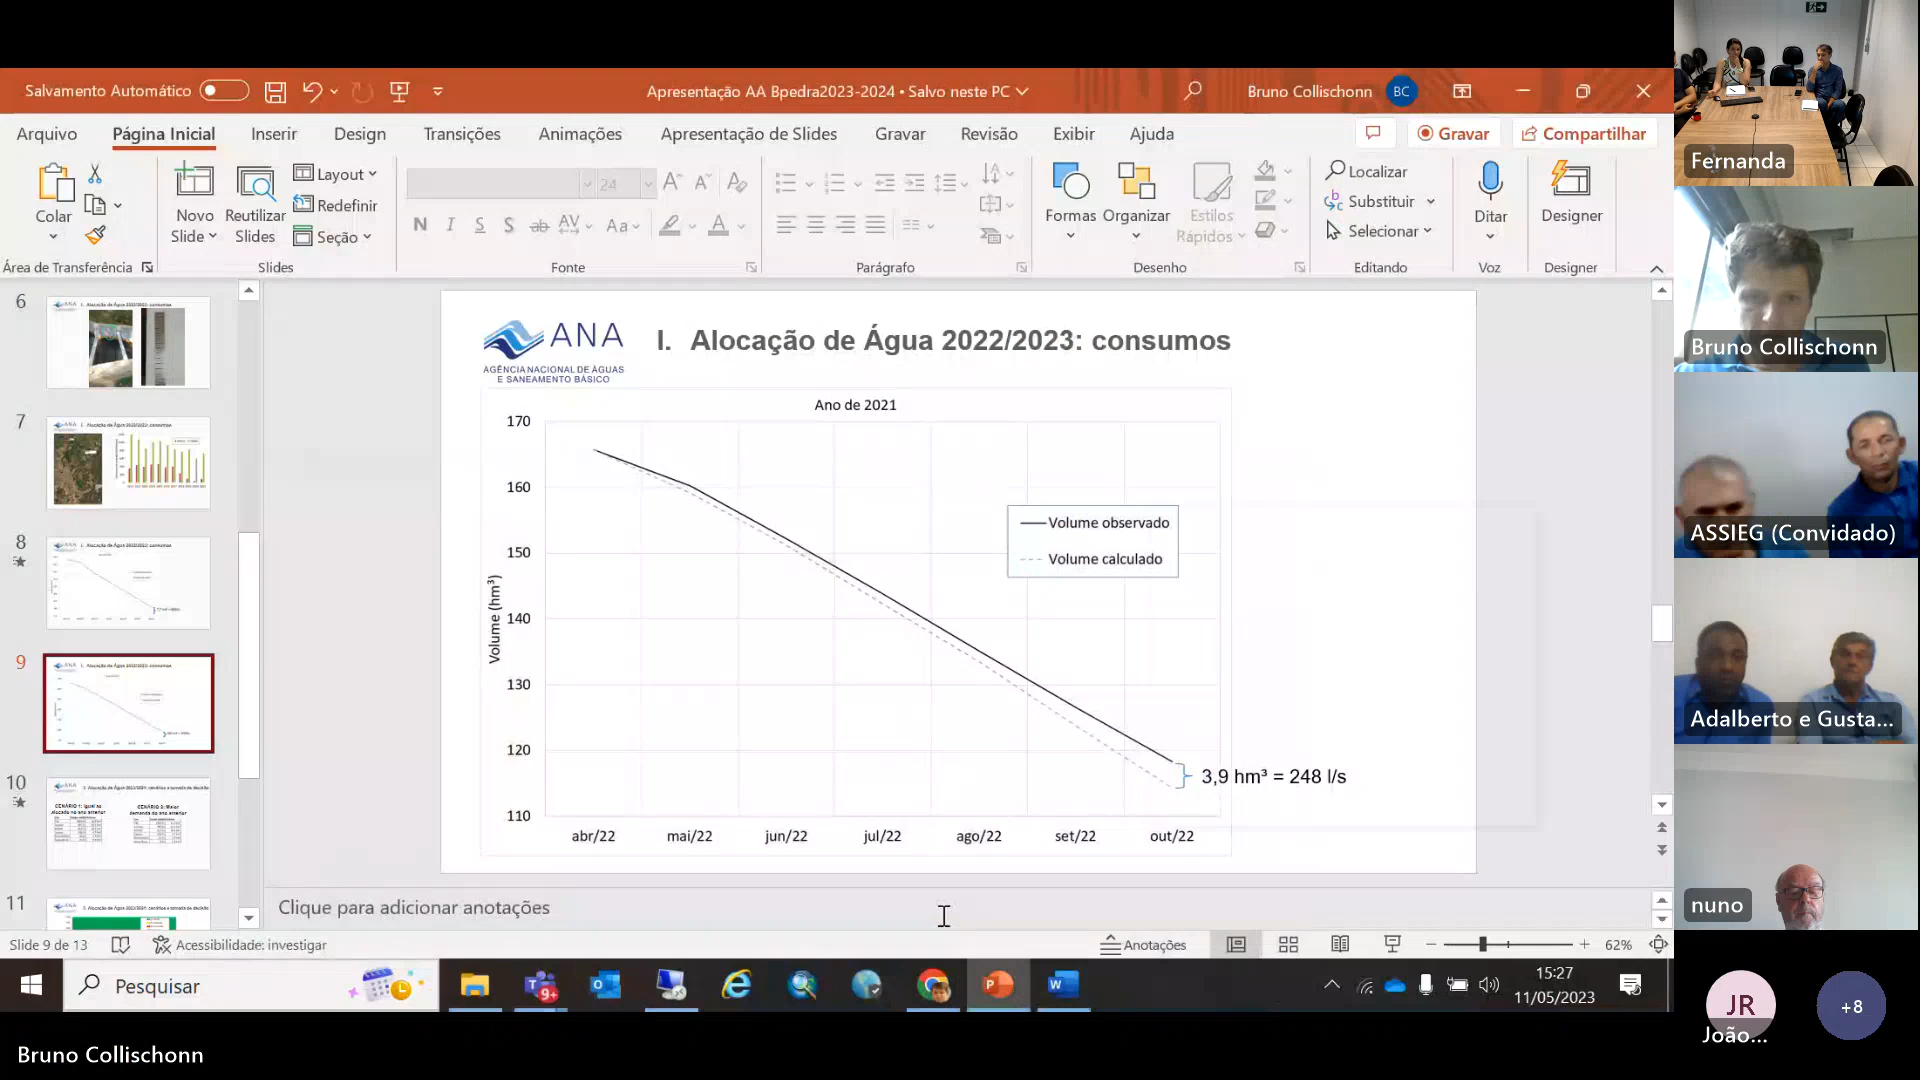 Salvamento Automático
Apresentação AA Bpedra2023-2024 • Salvo neste PC
Bruno Collischonn
BC
Arquivo
Página Inicial
Inserir
Design
Transições
Animações
Apresentação de Slides
Gravar
Revisão
Exibir
Ajuda
Gravar
Compartilhar
Colar
Novo
Slide
Reutilizar
Slides
Layout
Redefinir
Seção
24
N I S S ab AV Aa A
Formas
Organizar
Estilos
Rápidos
Localizar
Substituir
Selecionar
Ditar
Designer
Área de Transferência
Slides
Fonte
Parágrafo
Desenho
Editando
Voz
Designer
6
7
8
9
10
11
ANA
AGÊNCIA NACIONAL DE ÁGUAS
E SANEAMENTO BÁSICO
I. Alocação de Água 2022/2023: consumos
Ano de 2021
170
160
150
140
130
120
110
Volume (hm³)
Volume observado
Volume calculado
3,9 hm³ = 248 l/s
abr/22
mai/22
jun/22
jul/22
ago/22
set/22
out/22
Clique para adicionar anotações
Slide 9 de 13
Acessibilidade: investigar
Anotações
62%
Pesquisar
9+
15:27
11/05/2023
Bruno Collischonn
Fernanda
Bruno Collischonn
ASSIEG (Convidado)
Adalberto e Gusta...
nuno
JR
João...
+8